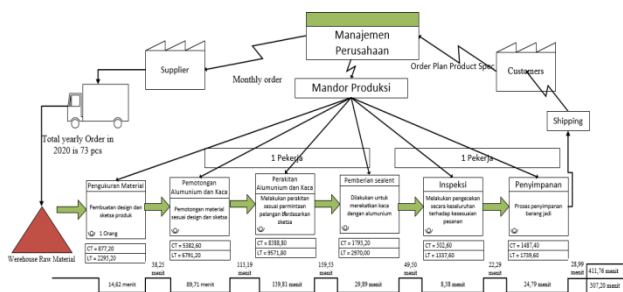 Manajemen
Perusahaan
Supplier
Monthly order
Order Plan Product Spec
Customers
Mandor Produksi
Shipping
Total yearly Order in
2020 is 73 pcs
1 Pekerja
1 Pekerja
Pengukuran Material
Pembuatan design dan
sketsa produk
1 Orang
CT = 877,20
LT = 2295,20
Pemotongan
Alumunium dan Kaca
Pemotongan material
sesuai design dan sketsa
CT = 5382,60
LT = 6791,20
Perakitan
Alumunium dan Kaca
Melakukan perakitan
sesuai permintaan
pelanggan berdasarkan
sketsa
CT = 8388,80
LT = 9571,80
Pemberian sealent
Dilakukan untuk
merekatkan kaca
dengan alumunium
CT = 1793,20
LT = 2970,00
Inspeksi
Melakukan pengecekan
secara keseluruhan
terhadap kesesuaian
pesanan
CT = 502,60
LT = 1337,60
Penyimpanan
Proses penyimpanan
barang jadi
CT = 1487,40
LT = 1739,60
Werehouse Raw Material
38,25
menit
113,19
menit
159,53
menit
49,50
menit
22,29
menit
28,99
menit
411,76 menit
14,62 menit
89,71 menit
139,81 menit
29,89 menit
8,38 menit
24,79 menit
307,20 menit